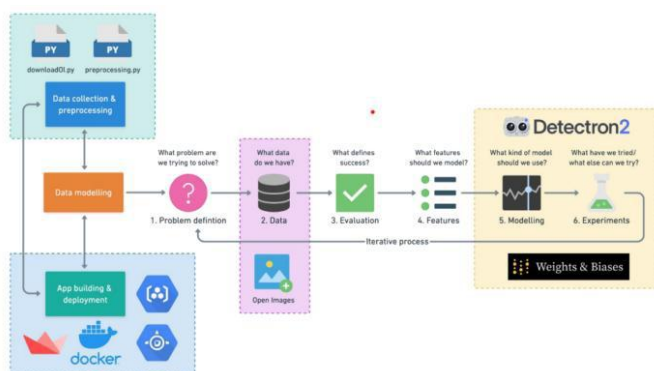 PY
PY
downloadOI.py
preprocessing.py
Data collection &
preprocessing
Data modelling
App building &
deployment
docker
What problem are
we trying to solve?
1. Problem defintion
What data
do we have?
2. Data
Open Images
What defines
success?
3. Evaluation
What features
should we model?
4. Features
Detectron2
What kind of model
should we use?
5. Modelling
What have we tried/
what else can we try?
6. Experiments
Iterative process
Weights & Biases